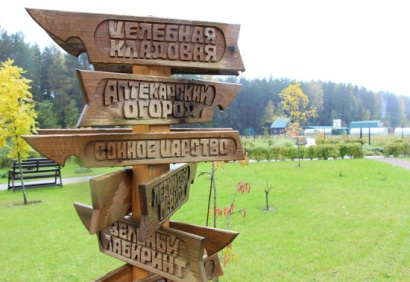 ЦЕЛЕБНАЯ
КЛАДОВАЯ
АПТЕКАРСКИЙ
ОГОРОД
СОННОЕ ЦАРСТВО
ЛАБИРИНТ